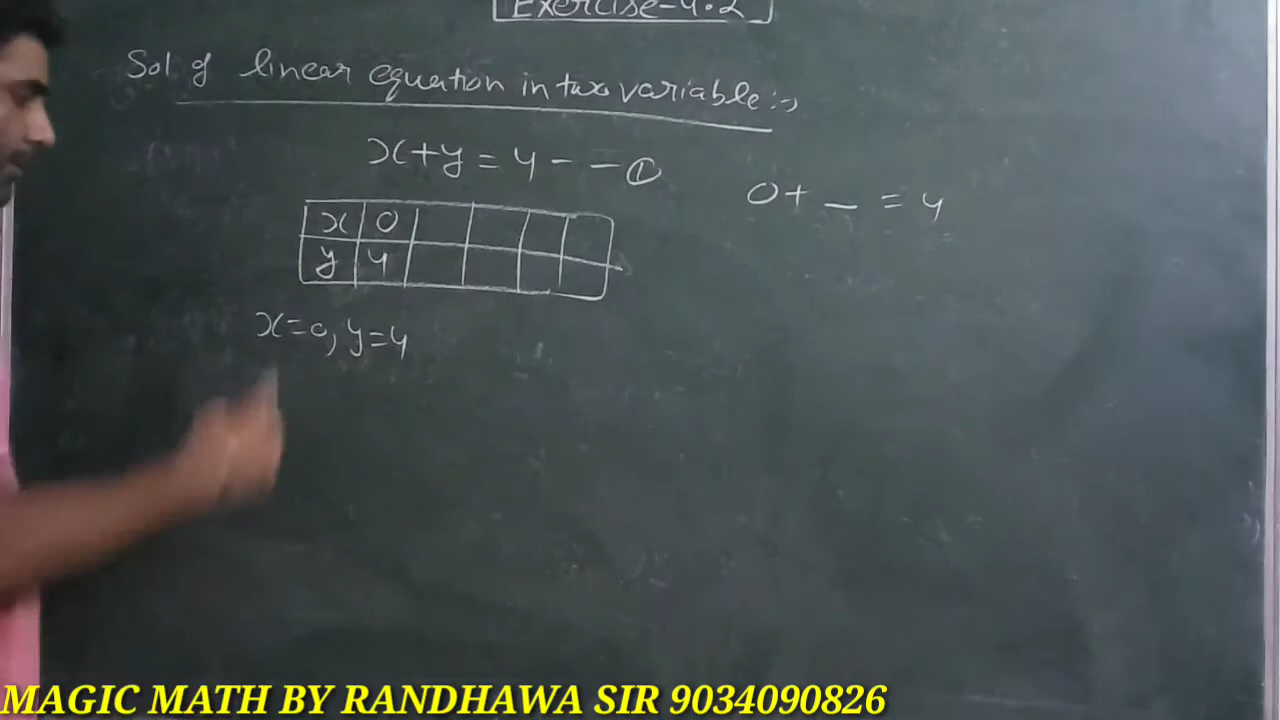 Exercise-4.2
Sol of linear equation in two variable:->
x+y=4--①
0+ _ = 4
x 0
y 4
x=0, y=4
MAGIC MATH BY RANDHAWA SIR 9034090826